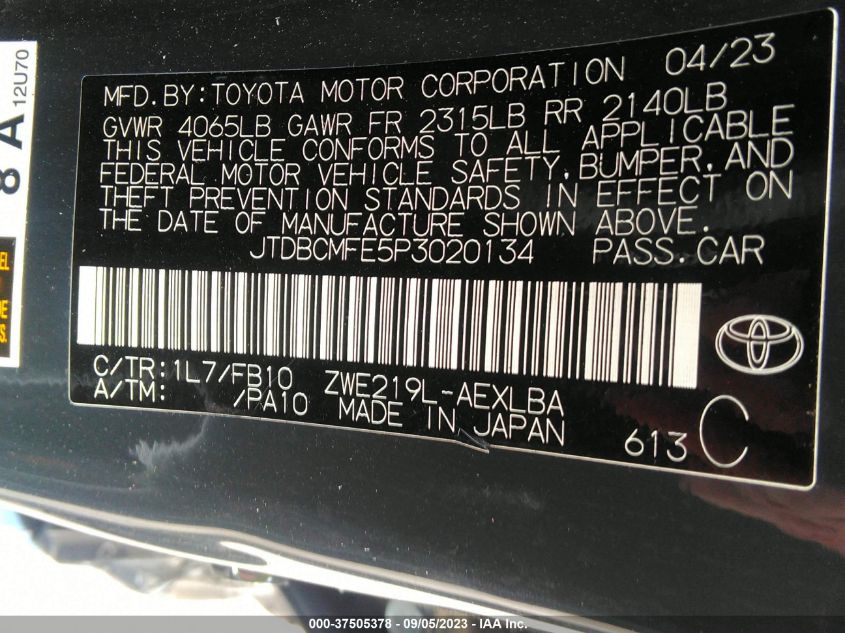 MFD.BY:TOYOTA MOTOR CORPORATION 04/23
GVWR 4065LB GAWR FR 2315LB RR 2140LB
THIS VEHICLE CONFORMS TO ALL APPLICABLE
FEDERAL MOTOR VEHICLE SAFETY,BUMPER,AND
THEFT PREVENTION STANDARDS IN EFFECT ON
THE DATE OF MANUFACTURE SHOWN ABOVE.
JTDBCMFE5P3020134 PASS.CAR
C/TR:1L7/FB10 ZWE219L-AEXLBA
A/TM: /PA10 MADE IN JAPAN
613 C
8 A
12U70
000-37505378 - 09/05/2023 - IAA Inc.